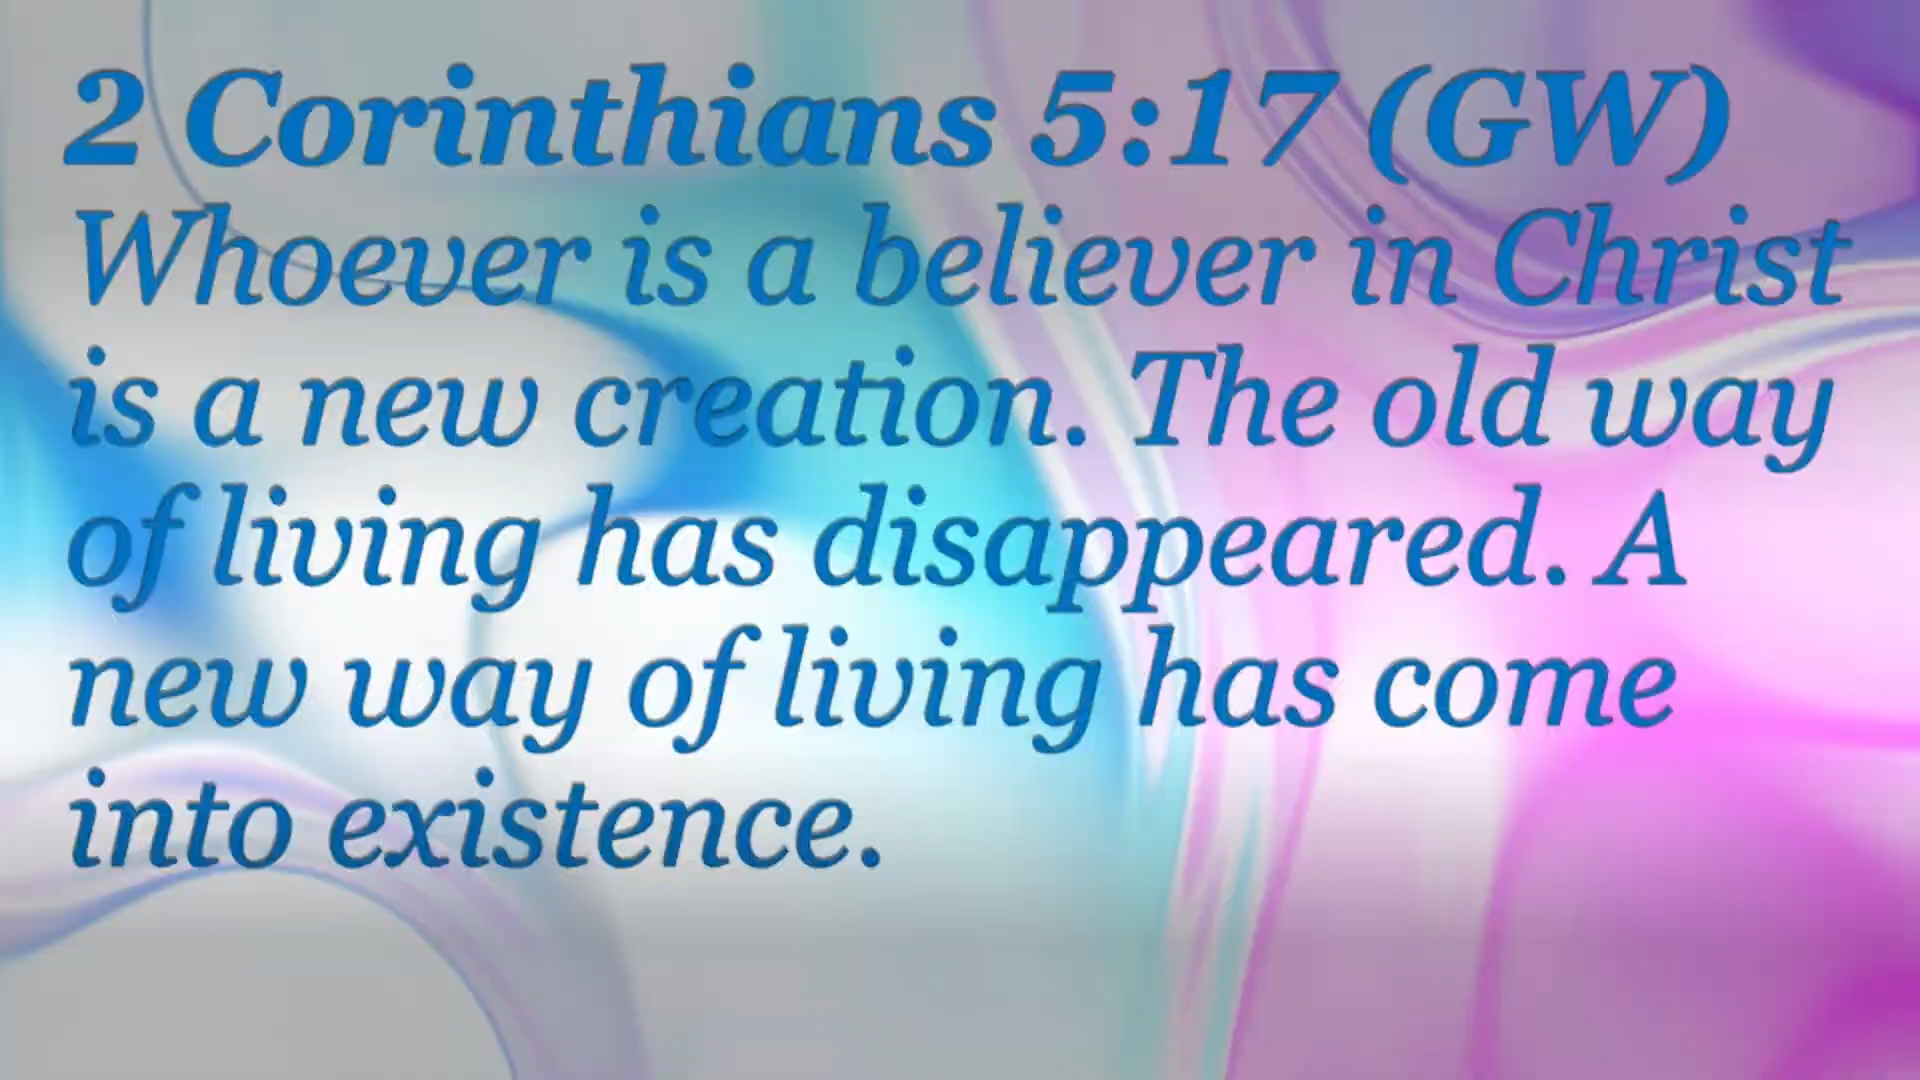 2 Corinthians 5:17 (GW)
Whoever is a believer in Christ
is a new creation. The old way
of living has disappeared. A
new way of living has come
into existence.